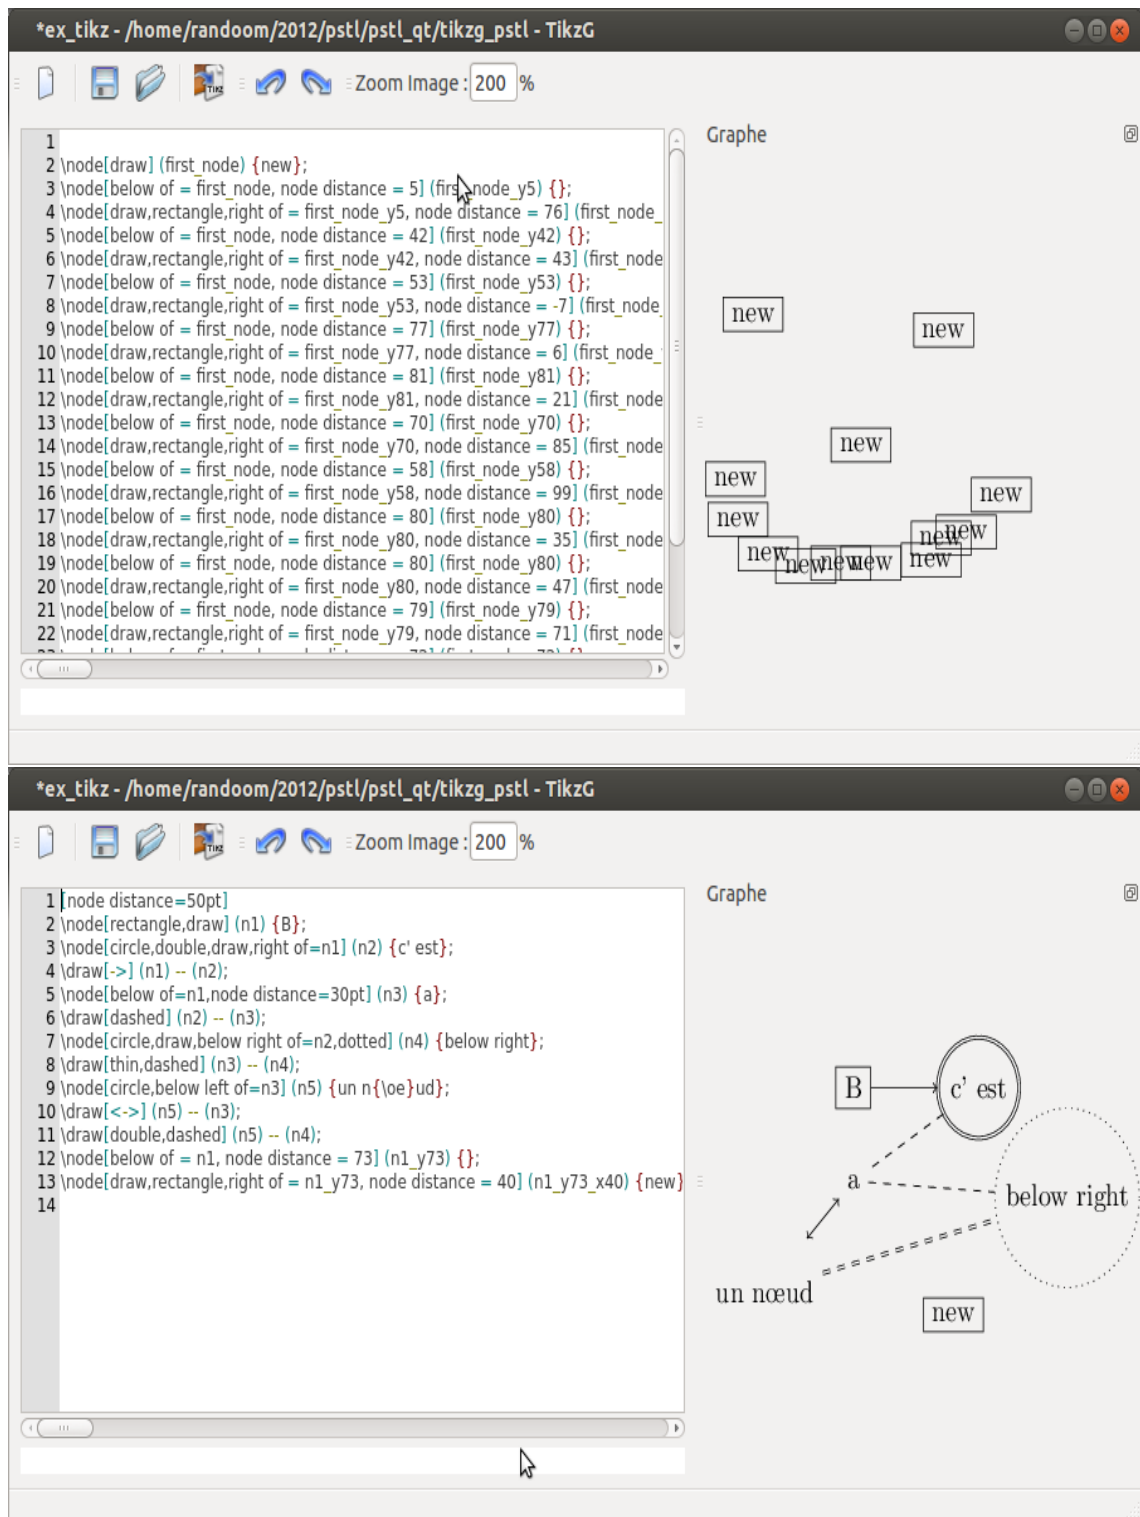 *ex_tikz - /home/randoom/2012/pstl/pstl_qt/tikzg_pstl - TikzG
TIKZ Zoom Image : 200 %
Graphe
1
2 \node[draw] (first_node) {new};
3 \node[below of = first_node, node distance = 5] (first_node_y5) {};
4 \node[draw,rectangle,right of = first_node_y5, node distance = 76] (first_node_
5 \node[below of = first_node, node distance = 42] (first_node_y42) {};
6 \node[draw,rectangle,right of = first_node_y42, node distance = 43] (first_node
7 \node[below of = first_node, node distance = 53] (first_node_y53) {};
8 \node[draw,rectangle,right of = first_node_y53, node distance = -7] (first_node_
9 \node[below of = first_node, node distance = 77] (first_node_y77) {};
10 \node[draw,rectangle,right of = first_node_y77, node distance = 6] (first_node_
11 \node[below of = first_node, node distance = 81] (first_node_y81) {};
12 \node[draw,rectangle,right of = first_node_y81, node distance = 21] (first_node
13 \node[below of = first_node, node distance = 70] (first_node_y70) {};
14 \node[draw,rectangle,right of = first_node_y70, node distance = 85] (first_node
15 \node[below of = first_node, node distance = 58] (first_node_y58) {};
16 \node[draw,rectangle,right of = first_node_y58, node distance = 99] (first_node
17 \node[below of = first_node, node distance = 80] (first_node_y80) {};
18 \node[draw,rectangle,right of = first_node_y80, node distance = 35] (first_node
19 \node[below of = first_node, node distance = 80] (first_node_y80) {};
20 \node[draw,rectangle,right of = first_node_y80, node distance = 47] (first_node
21 \node[below of = first_node, node distance = 79] (first_node_y79) {};
22 \node[draw,rectangle,right of = first_node_y79, node distance = 71] (first_node
new
new
new
new
new
new
new
new
new
new
new
new
new
*ex_tikz - /home/randoom/2012/pstl/pstl_qt/tikzg_pstl - TikzG
TIKZ Zoom Image : 200 %
Graphe
1 [node distance=50pt]
2 \node[rectangle,draw] (n1) {B};
3 \node[circle,double,draw,right of=n1] (n2) {c' est};
4 \draw[->] (n1) -- (n2);
5 \node[below of=n1,node distance=30pt] (n3) {a};
6 \draw[dashed] (n2) -- (n3);
7 \node[circle,draw,below right of=n2,dotted] (n4) {below right};
8 \draw[thin,dashed] (n3) -- (n4);
9 \node[circle,below left of=n3] (n5) {un n{\oe}ud};
10 \draw[<->] (n5) -- (n3);
11 \draw[double,dashed] (n5) -- (n4);
12 \node[below of = n1, node distance = 73] (n1_y73) {};
13 \node[draw,rectangle,right of = n1_y73, node distance = 40] (n1_y73_x40) {new}
14
B
c' est
a
below right
un nœud
new